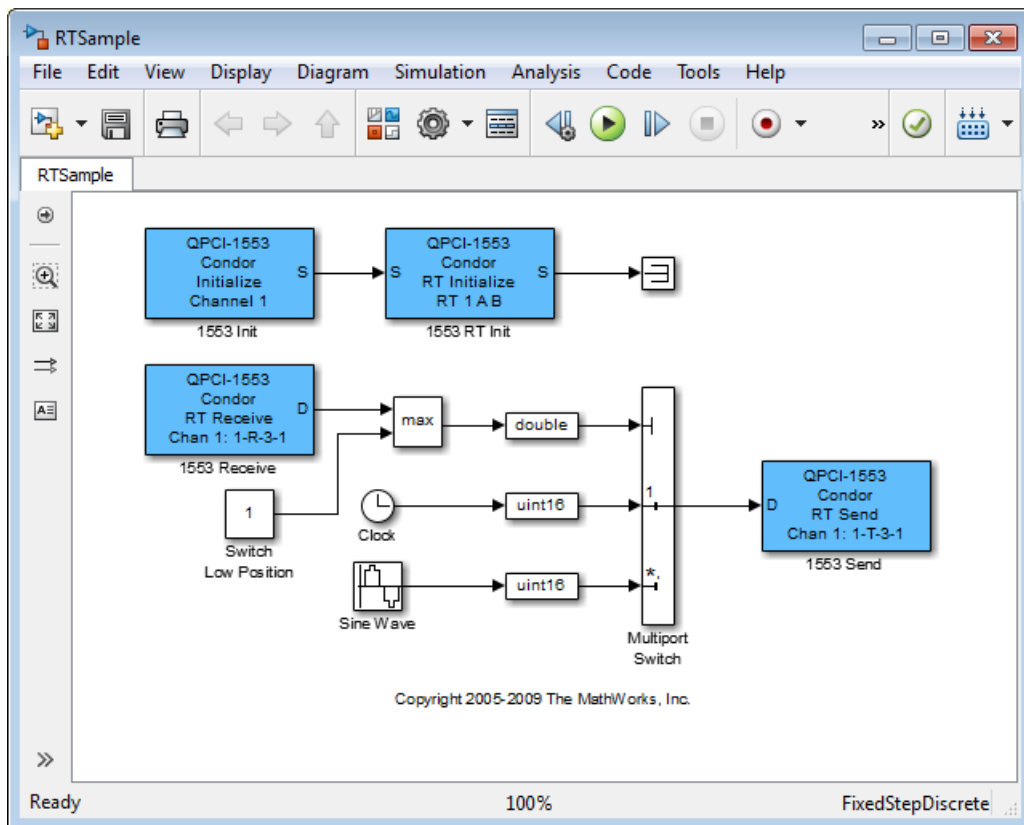 RTSample
File Edit View Display Diagram Simulation Analysis Code Tools Help
»
RTSample
QPCI-1553
Condor
Initialize
Channel 1
S
1553 Init
QPCI-1553
Condor
RT Initialize
RT 1 A B
S
S
1553 RT Init
QPCI-1553
Condor
RT Receive
Chan 1: 1-R-3-1
D
1553 Receive
max
double
1
Switch
Low Position
Clock
uint16
1
Sine Wave
uint16
*,
Multiport
Switch
QPCI-1553
Condor
RT Send
Chan 1: 1-T-3-1
D
1553 Send
Copyright 2005-2009 The MathWorks, Inc.
A
»
Ready 100% FixedStepDiscrete